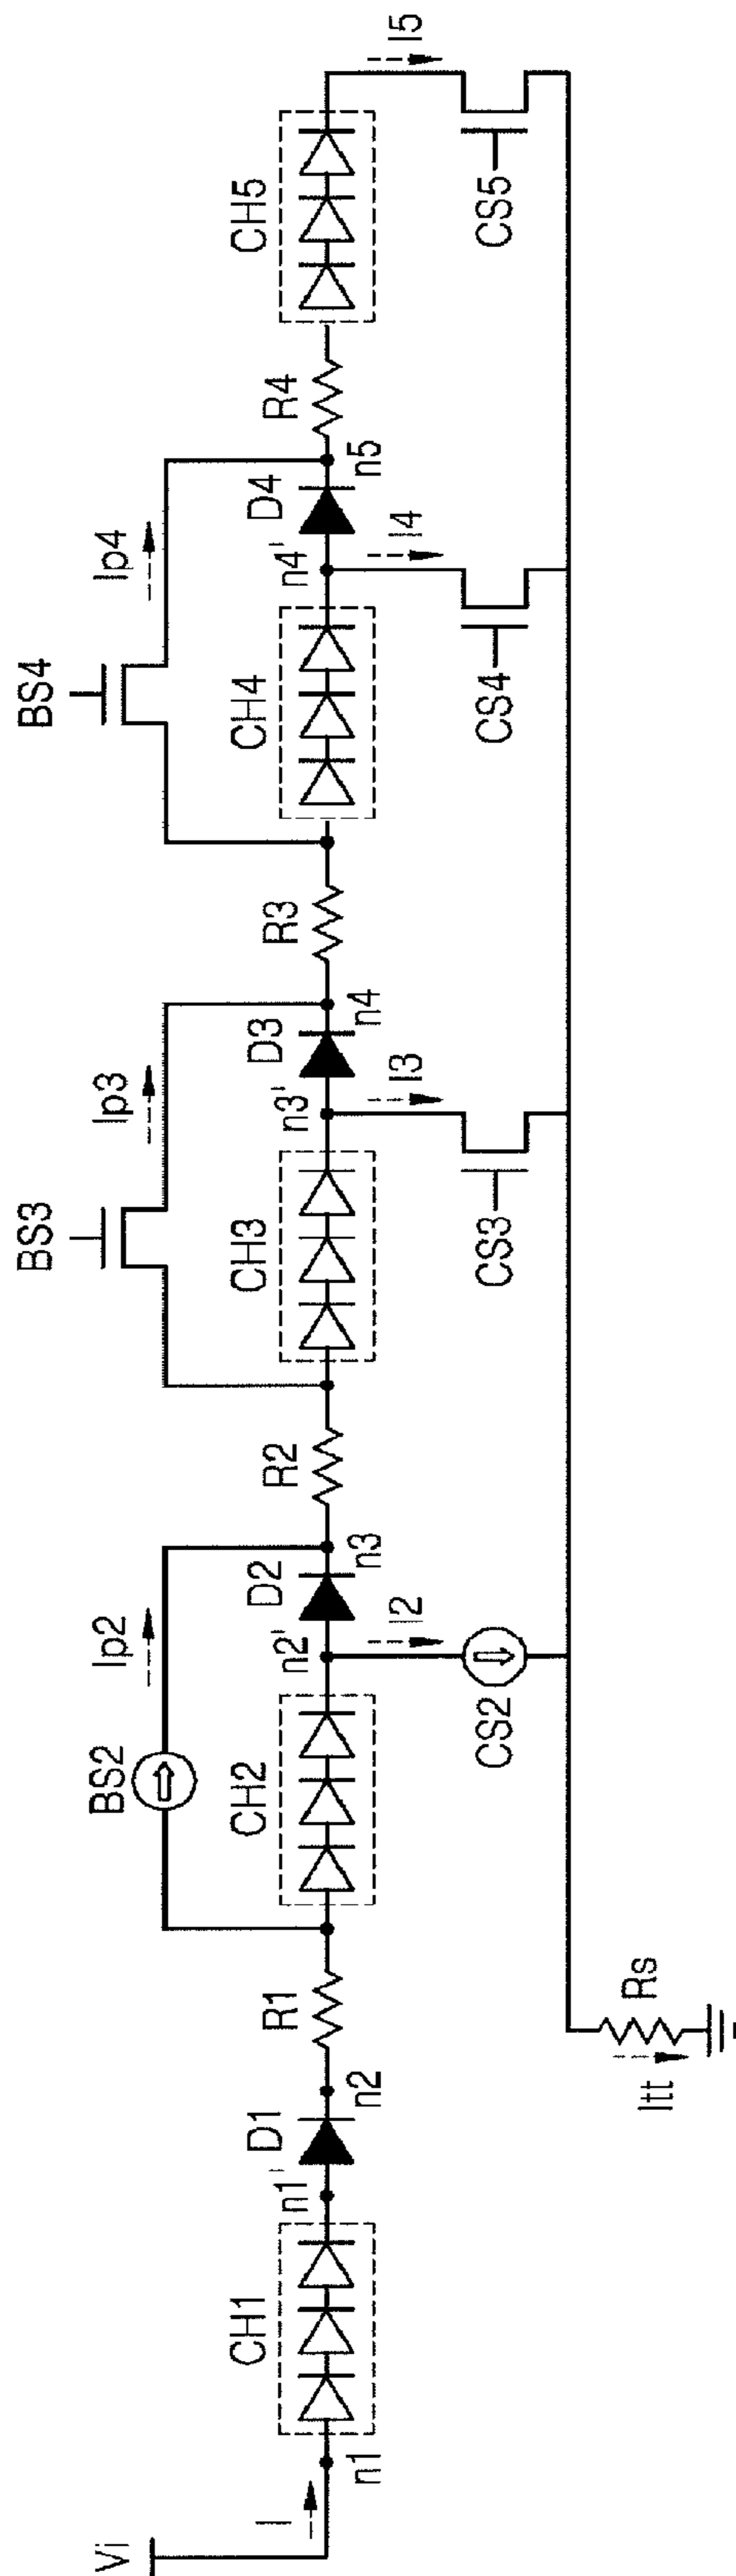 Vi
I
n1
CH1
n1'
D1
n2
R1
BS2
Ip2
CH2
n2'
D2
n3
I2
CS2
R2
BS3
Ip3
CH3
n3'
D3
n4
I3
CS3
R3
BS4
Ip4
CH4
n4'
D4
n5
I4
CS4
R4
CH5
I5
CS5
Itt
Rs